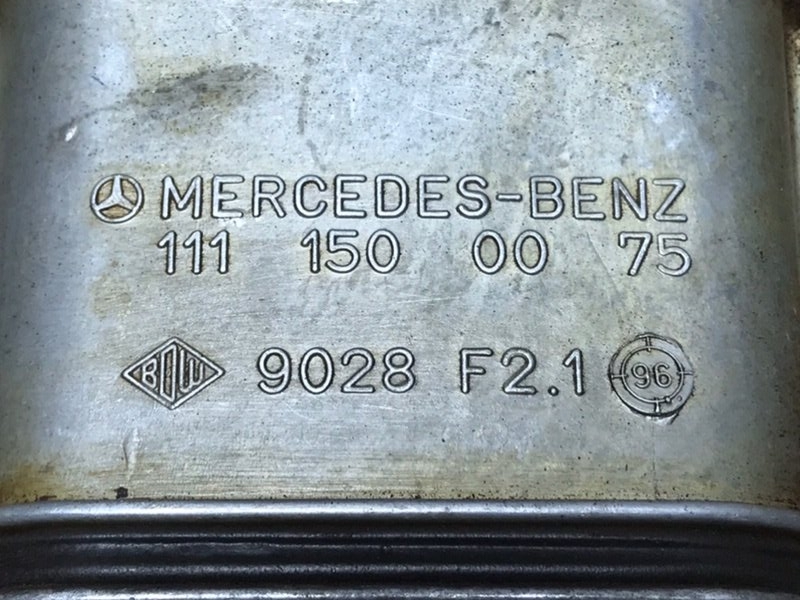 MERCEDES-BENZ
111 150 00 75
BOW 9028 F2.1 96